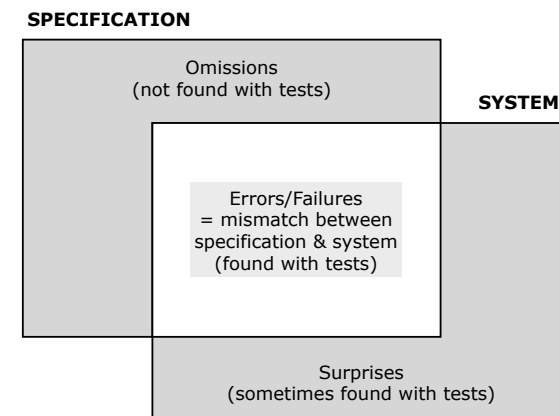 SPECIFICATION
Omissions
(not found with tests)
SYSTEM
Errors/Failures
= mismatch between
specification & system
(found with tests)
Surprises
(sometimes found with tests)